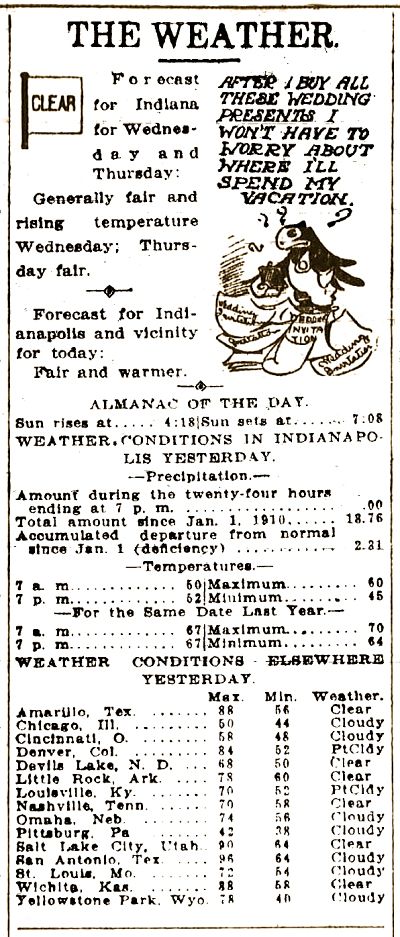 THE WEATHER.
CLEAR
Forecast
for Indiana
for Wednes-
day and
Thursday:
Generally fair and
rising temperature
Wednesday; Thurs-
day fair.
Forecast for Indi-
anapolis and vicinity
for today:
Fair and warmer.
AFTER I BUY ALL
THESE WEDDING
PRESENTS I
WON'T HAVE TO
WORRY ABOUT
WHERE I'LL
SPEND MY
VACATION.
? ? ? ?
Wedding
Invitation
WEDDING
INVITA
TION
Wedding
Invitation
ALMANAC OF THE DAY.
Sun rises at..... 4:18|Sun sets at....... 7:08
WEATHER CONDITIONS IN INDIANAPO-
LIS YESTERDAY.
—Precipitation.—
Amount during the twenty-four hours
ending at 7 p. m. .................... .00
Total amount since Jan. 1, 1910...... 18.76
Accumulated departure from normal
since Jan. 1 (deficiency) ............ 2.31
—Temperatures.—
7 a. m............. 50|Maximum......... 60
7 p. m............. 52|Minimum......... 45
—For the Same Date Last Year.—
7 a. m............. 67|Maximum......... 70
7 p. m............. 67|Minimum......... 64
WEATHER CONDITIONS ELSEWHERE
YESTERDAY.
Max. Min. Weather.
Amarillo, Tex. ........ 88 56 Clear
Chicago, Ill. ......... 50 44 Cloudy
Cincinnati, O. ........ 58 48 Cloudy
Denver, Col. .......... 84 52 PtCldy
Devils Lake, N. D. .... 68 50 Clear
Little Rock, Ark. ..... 78 60 Clear
Louisville, Ky. ....... 70 52 PtCldy
Nashville, Tenn. ...... 70 58 Clear
Omaha, Neb. ........... 74 56 Cloudy
Pittsburg, Pa. ........ 42 38 Cloudy
Salt Lake City, Utah.. 90 64 Clear
San Antonio, Tex. ..... 96 64 Cloudy
St. Louis, Mo. ........ 72 54 Cloudy
Wichita, Kas. ......... 88 58 Clear
Yellowstone Park, Wyo. 78 40 Cloudy